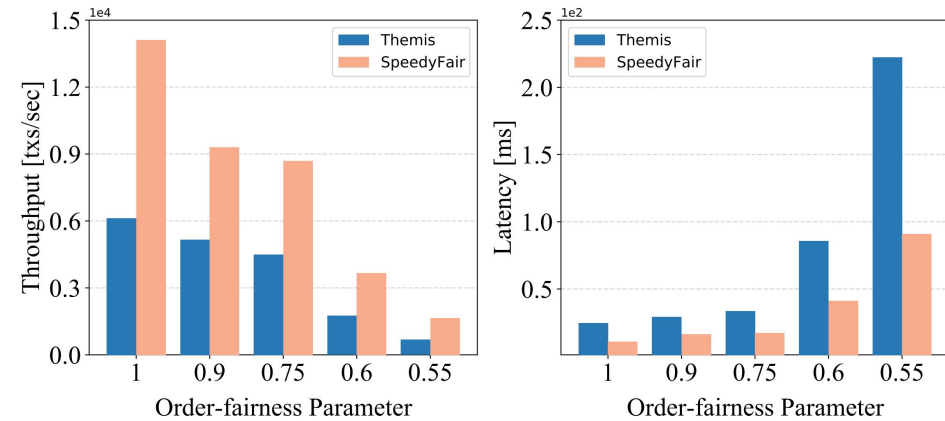 1e4
Throughput [txs/sec]
1.5
1.2
0.9
0.6
0.3
0.0
Themis
SpeedyFair
1 0.9 0.75 0.6 0.55
Order-fairness Parameter
1e2
Latency [ms]
2.5
2.0
1.5
1.0
0.5
Themis
SpeedyFair
1 0.9 0.75 0.6 0.55
Order-fairness Parameter